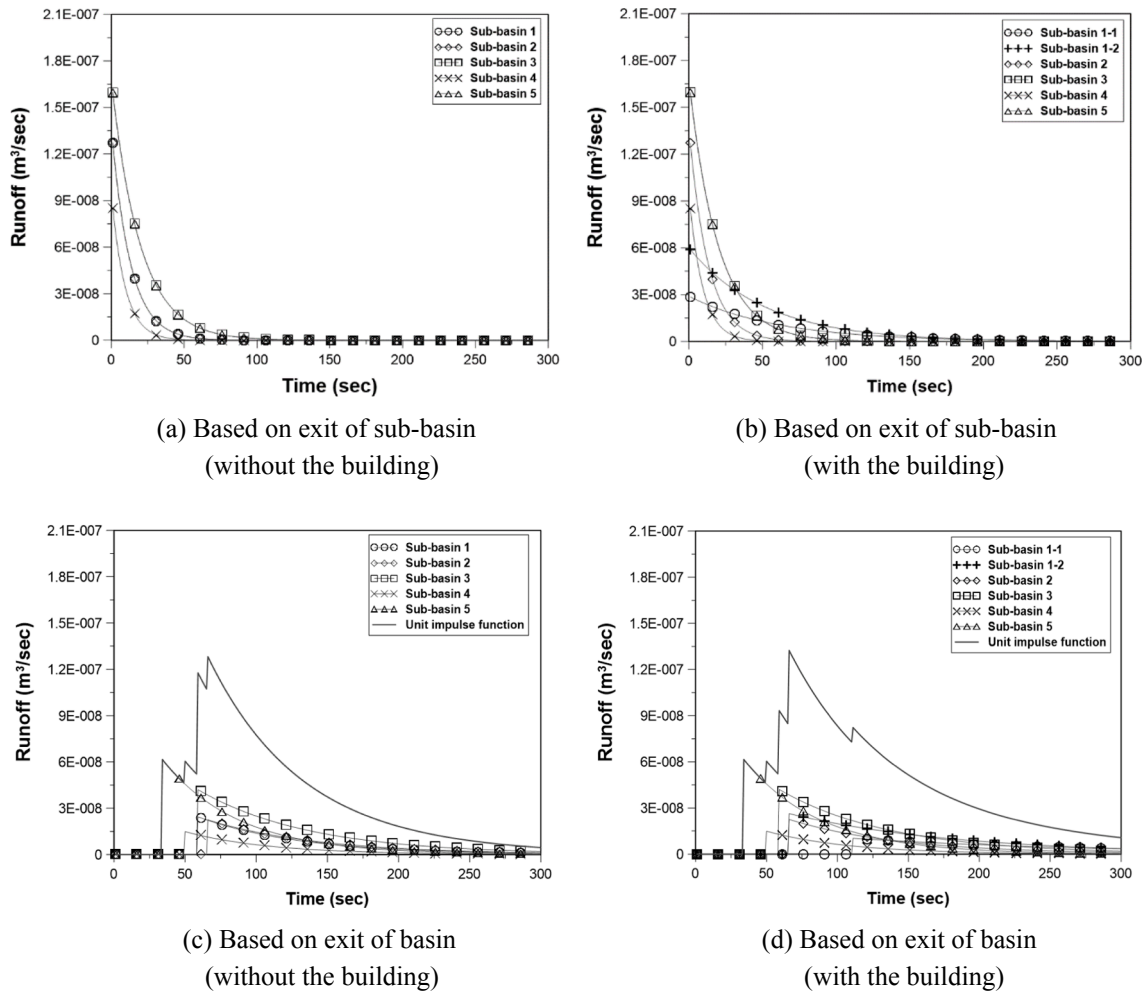 2.1E-007
1.8E-007
1.5E-007
1.2E-007
9E-008
6E-008
3E-008
0
Runoff (m³/sec)
Sub-basin 1
Sub-basin 2
Sub-basin 3
Sub-basin 4
Sub-basin 5
0 50 100 150 200 250 300
Time (sec)
(a) Based on exit of sub-basin
(without the building)
2.1E-007
1.8E-007
1.5E-007
1.2E-007
9E-008
6E-008
3E-008
0
Runoff (m³/sec)
Sub-basin 1-1
Sub-basin 1-2
Sub-basin 2
Sub-basin 3
Sub-basin 4
Sub-basin 5
0 50 100 150 200 250 300
Time (sec)
(b) Based on exit of sub-basin
(with the building)
2.1E-007
1.8E-007
1.5E-007
1.2E-007
9E-008
6E-008
3E-008
0
Runoff (m³/sec)
Sub-basin 1
Sub-basin 2
Sub-basin 3
Sub-basin 4
Sub-basin 5
Unit impulse function
0 50 100 150 200 250 300
Time (sec)
(c) Based on exit of basin
(without the building)
2.1E-007
1.8E-007
1.5E-007
1.2E-007
9E-008
6E-008
3E-008
0
Runoff (m³/sec)
Sub-basin 1-1
Sub-basin 1-2
Sub-basin 2
Sub-basin 3
Sub-basin 4
Sub-basin 5
Unit impulse function
0 50 100 150 200 250 300
Time (sec)
(d) Based on exit of basin
(with the building)